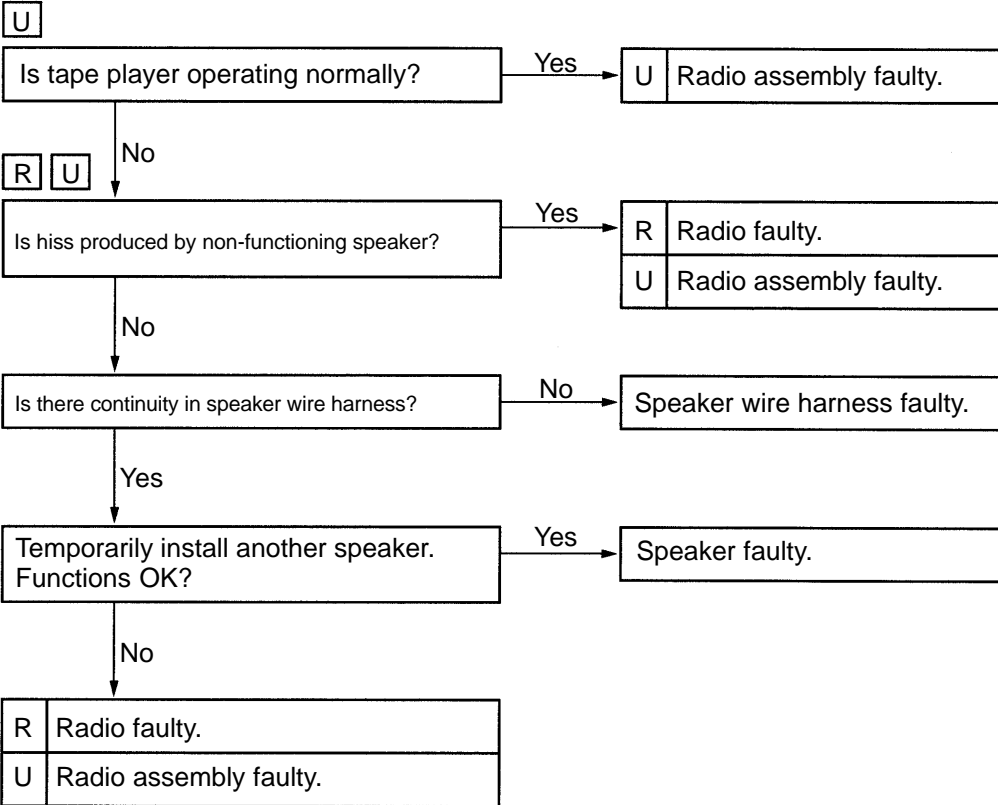 U
Is tape player operating normally?
Yes
U Radio assembly faulty.
No
R U
Is hiss produced by non-functioning speaker?
Yes
R Radio faulty.
U Radio assembly faulty.
No
Is there continuity in speaker wire harness?
No
Speaker wire harness faulty.
Yes
Temporarily install another speaker.
Functions OK?
Yes
Speaker faulty.
No
R Radio faulty.
U Radio assembly faulty.